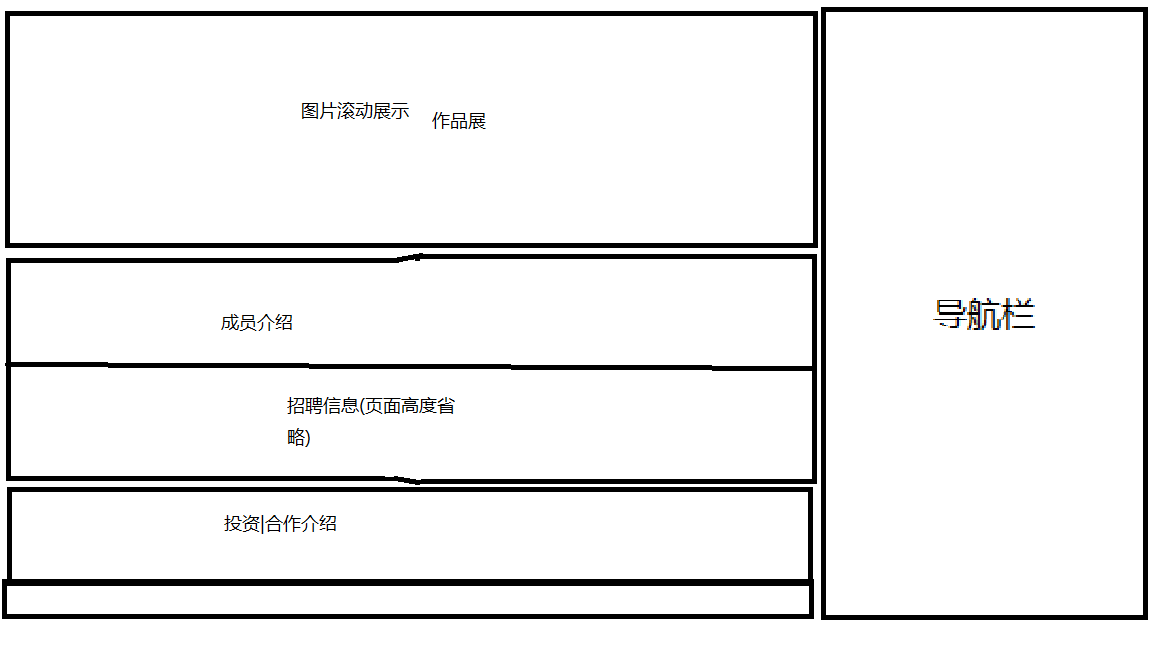 图片滚动展示
作品展
成员介绍
导航栏
招聘信息(页面高度省
略)
投资|合作介绍